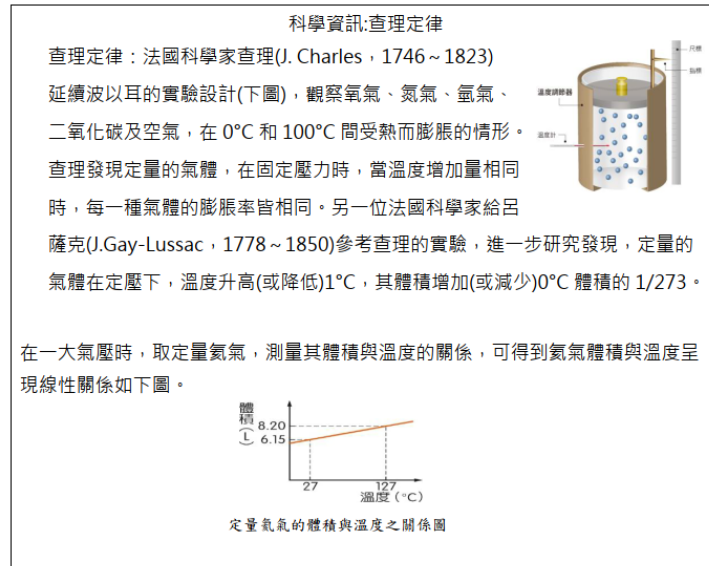 科學資訊:查理定律
查理定律：法國科學家查理(J. Charles，1746～1823)
延續波以耳的實驗設計(下圖)，觀察氧氣、氮氣、氫氣、
二氧化碳及空氣，在 0°C 和 100°C 間受熱而膨脹的情形。
查理發現定量的氣體，在固定壓力時，當溫度增加量相同
時，每一種氣體的膨脹率皆相同。另一位法國科學家給呂
薩克(J.Gay-Lussac，1778～1850)參考查理的實驗，進一步研究發現，定量的
氣體在定壓下，溫度升高(或降低)1°C，其體積增加(或減少)0°C 體積的 1/273。
尺標
指標
溫度調節器
溫度計
在一大氣壓時，取定量氦氣，測量其體積與溫度的關係，可得到氦氣體積與溫度呈
現線性關係如下圖。
體積(L)
8.20
6.15
27
127
溫度(°C)
定量氦氣的體積與溫度之關係圖